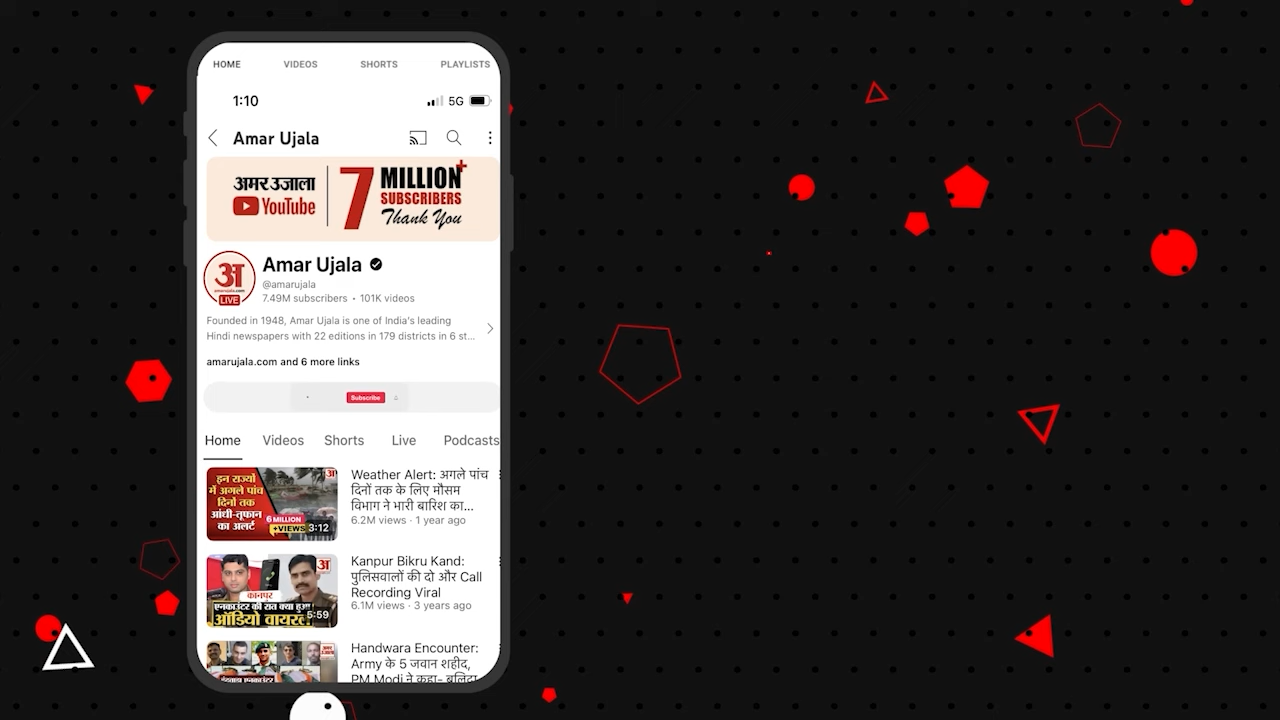 HOME VIDEOS SHORTS PLAYLISTS
1:10 5G
Amar Ujala
अमर उजाला
YouTube
7 MILLION+
SUBSCRIBERS
Thank You
अ
amarujala.com
LIVE
Amar Ujala
@amarujala
7.49M subscribers • 101K videos
Founded in 1948, Amar Ujala is one of India's leading
Hindi newspapers with 22 editions in 179 districts in 6 st...
amarujala.com and 6 more links
Subscribe
Home Videos Shorts Live Podcasts
अ
इन राज्यों
में अगले पांच
दिनों तक
आंधी-तूफान
का अलर्ट
6 MILLION
+VIEWS
3:12
Weather Alert: अगले पांच
दिनों तक के लिए मौसम
विभाग ने भारी बारिश का...
6.2M views · 1 year ago
अ
कानपुर
एनकाउंटर की रात क्या हुआ
ऑडियो वायरल
5:59
Kanpur Bikru Kand:
पुलिसवालों की दो और Call
Recording Viral
6.1M views · 3 years ago
Handwara Encounter:
Army के 5 जवान शहीद,
PM Modi ने कहा-